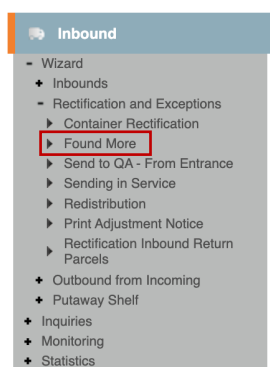 Inbound
Wizard
Inbounds
Rectification and Exceptions
Container Rectification
Found More
Send to QA - From Entrance
Sending in Service
Redistribution
Print Adjustment Notice
Rectification Inbound Return
Parcels
Outbound from Incoming
Putaway Shelf
Inquiries
Monitoring
Statistics